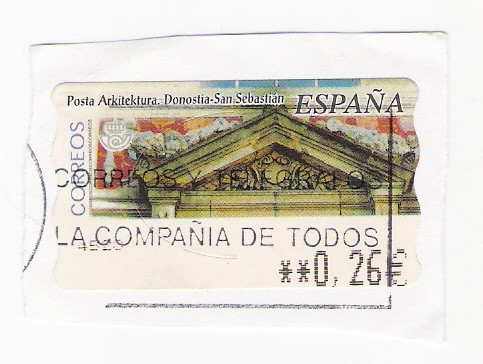 Posta Arkitektura. Donostia-San Sebastián ESPAÑA
CORREOS
CORREOS Y TELEGRAFOS
LA COMPAÑIA DE TODOS
**0,26€